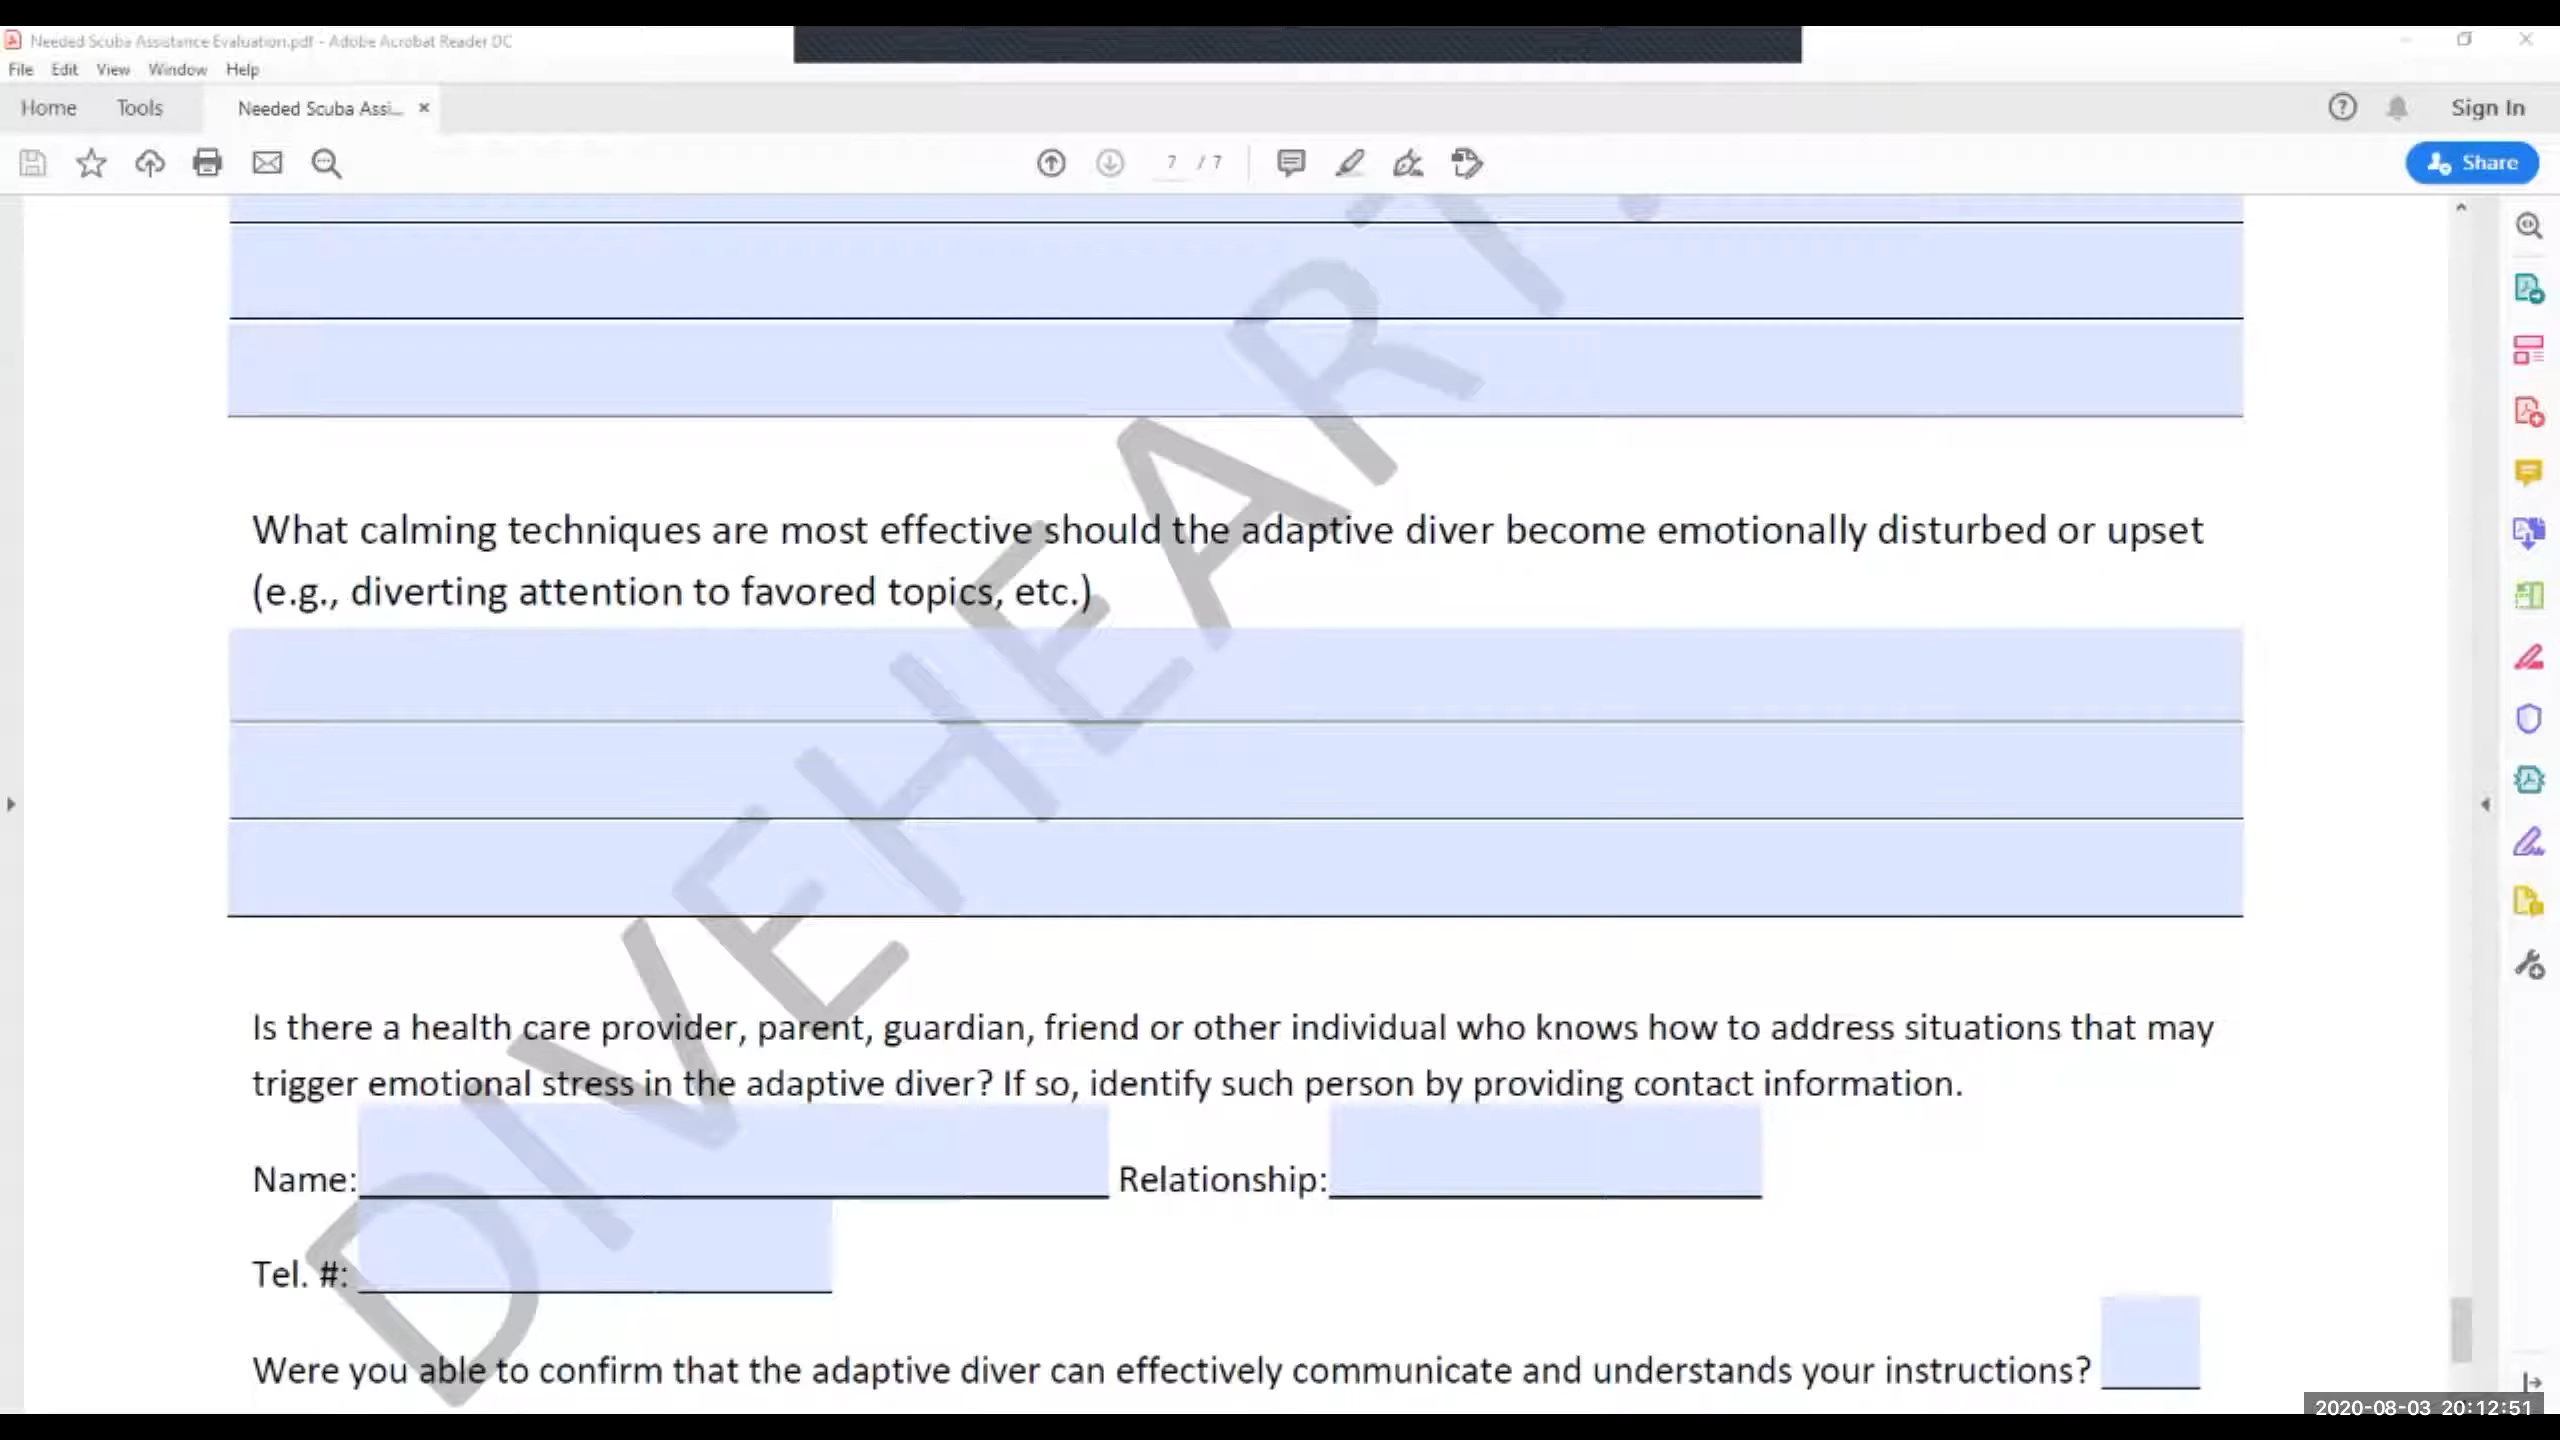 Needed Scuba Assistance Evaluation.pdf - Adobe Acrobat Reader DC
File Edit View Window Help
Home Tools Needed Scuba Assi... × Sign In
7 / 7 Share
DIVEHEART
What calming techniques are most effective should the adaptive diver become emotionally disturbed or upset
(e.g., diverting attention to favored topics, etc.)
Is there a health care provider, parent, guardian, friend or other individual who knows how to address situations that may
trigger emotional stress in the adaptive diver? If so, identify such person by providing contact information.
Name: Relationship:
Tel. #:
Were you able to confirm that the adaptive diver can effectively communicate and understands your instructions?
2020-08-03 20:12:51